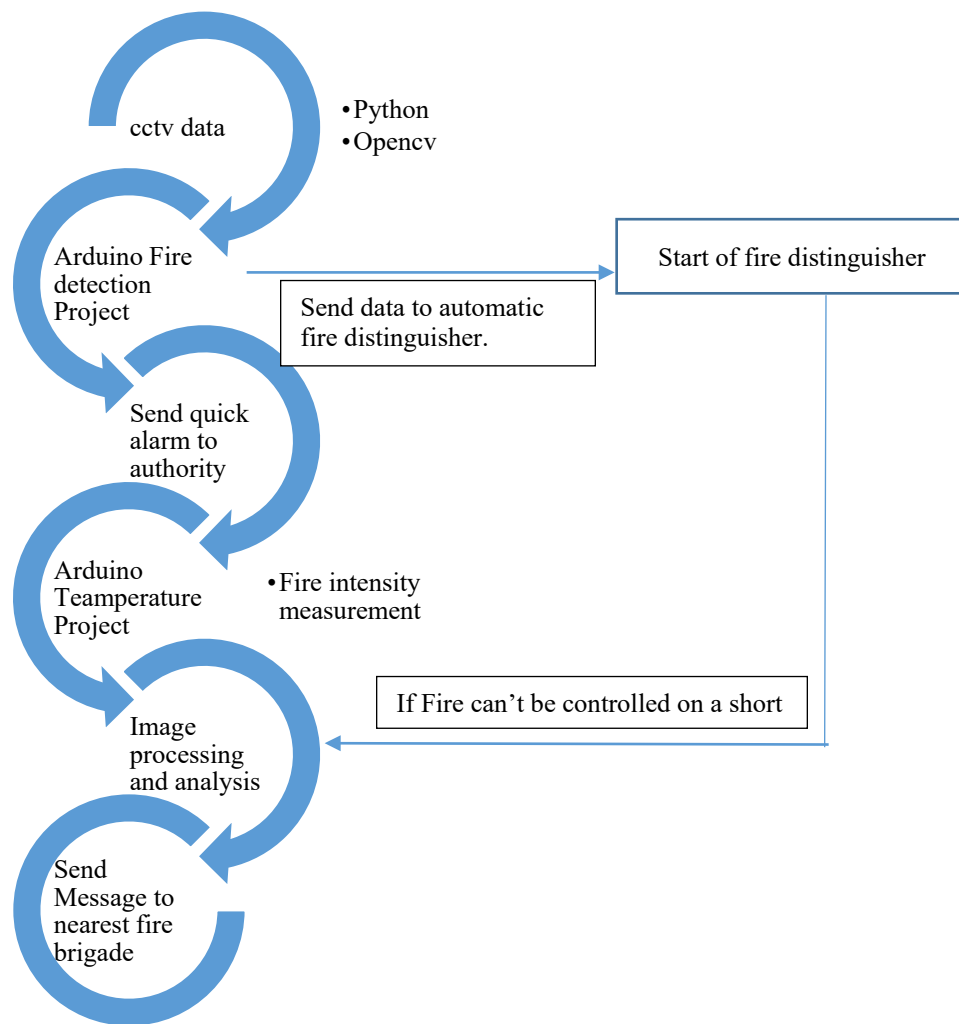 cctv data
•Python
•Opencv
Arduino Fire
detection
Project
Start of fire distinguisher
Send data to automatic
fire distinguisher.
Send quick
alarm to
authority
Arduino
Teamperature
Project
•Fire intensity
measurement
If Fire can’t be controlled on a short
Image
processing
and analysis
Send
Message to
nearest fire
brigade